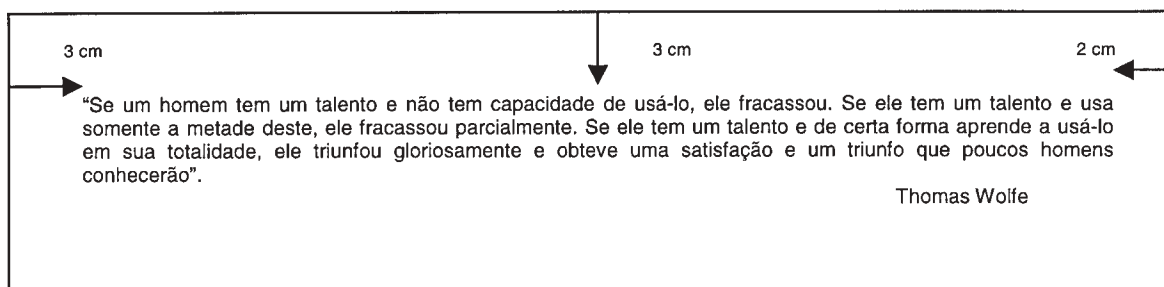 3 cm 3 cm 2 cm
“Se um homem tem um talento e não tem capacidade de usá-lo, ele fracassou. Se ele tem um talento e usa
somente a metade deste, ele fracassou parcialmente. Se ele tem um talento e de certa forma aprende a usá-lo
em sua totalidade, ele triunfou gloriosamente e obteve uma satisfação e um triunfo que poucos homens
conhecerão”.
Thomas Wolfe